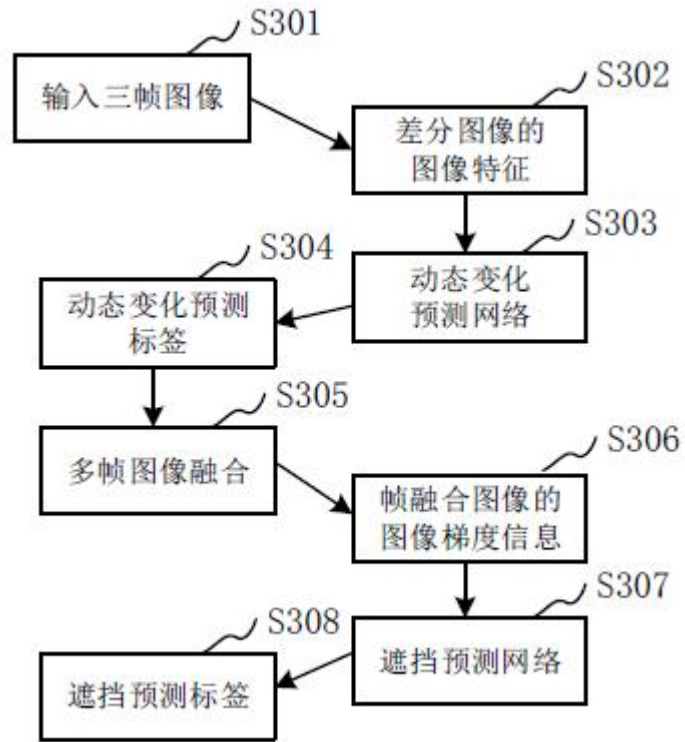 S301
输入三帧图像
S302
差分图像的
图像特征
S303
动态变化
预测网络
S304
动态变化预测
标签
S305
多帧图像融合
S306
帧融合图像的
图像梯度信息
S307
遮挡预测网络
S308
遮挡预测标签